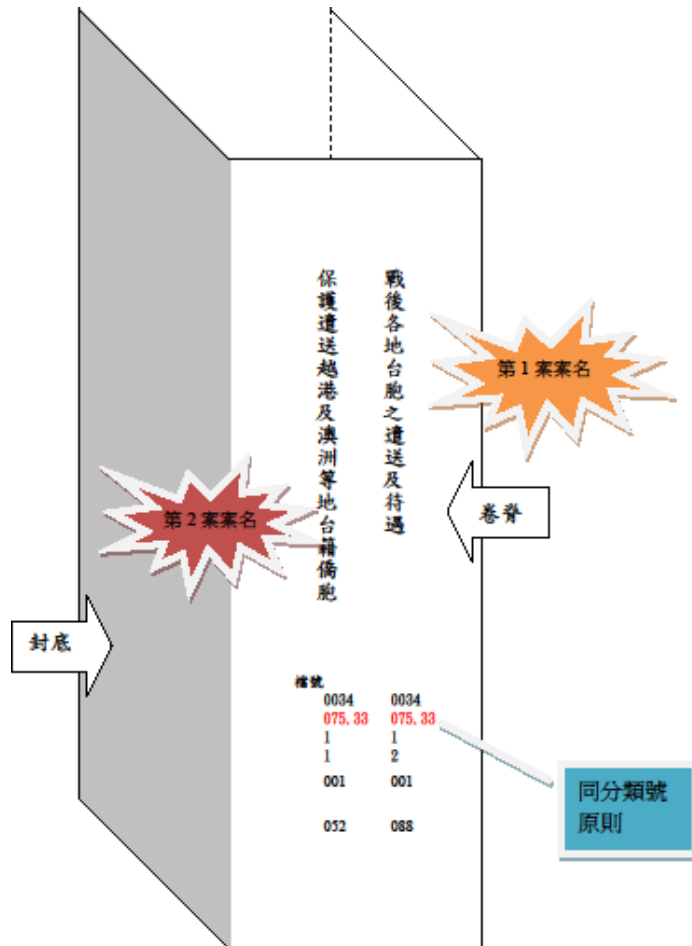 戰後各地台胞之遣送及待遇
保護遣送越港及澳洲等地台籍僑胞
第1案案名
第2案案名
卷脊
封底
檔號
0034 0034
075.33 075.33
1 1
1 2
001 001
052 088
同分類號
原則